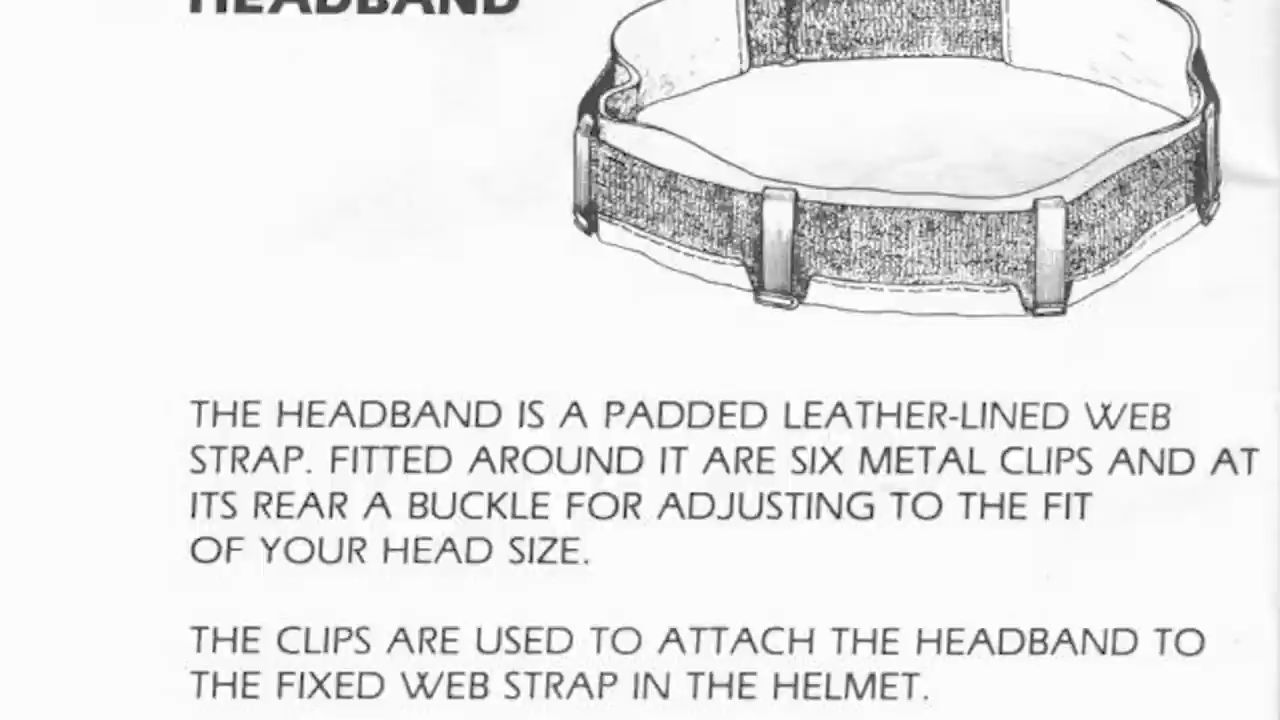 HEADBAND
THE HEADBAND IS A PADDED LEATHER-LINED WEB
STRAP. FITTED AROUND IT ARE SIX METAL CLIPS AND AT
ITS REAR A BUCKLE FOR ADJUSTING TO THE FIT
OF YOUR HEAD SIZE.
THE CLIPS ARE USED TO ATTACH THE HEADBAND TO
THE FIXED WEB STRAP IN THE HELMET.